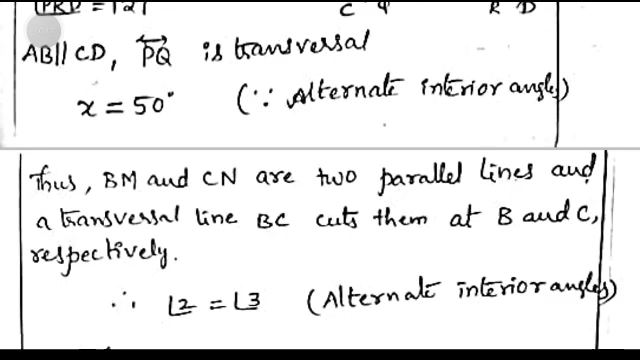 C
R D
AB∥CD, PQ is transversal
x = 50° (∵ Alternate interior angles)
Thus, BM and CN are two parallel lines and
a transversal line BC cuts them at B and C,
respectively.
∴ ∠2 = ∠3 (Alternate interior angles)